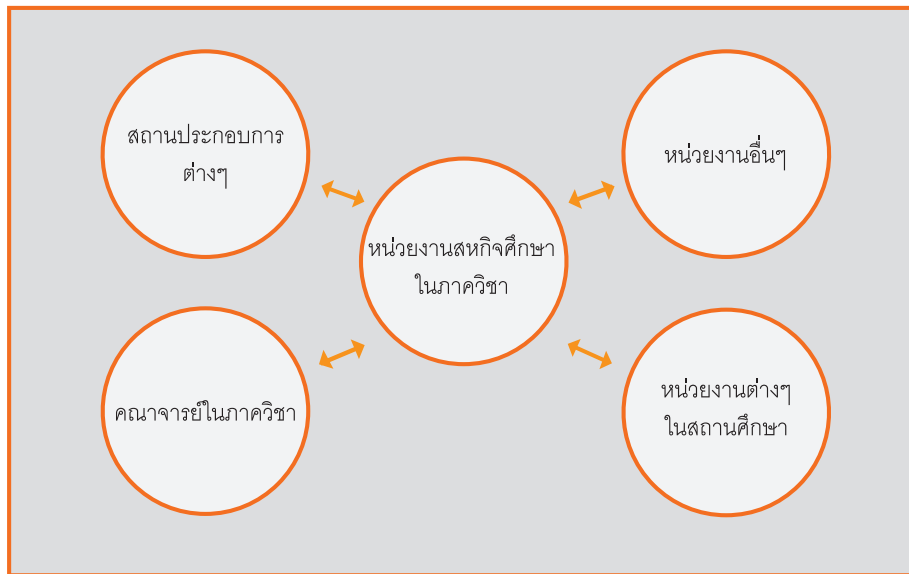 สถานประกอบการ
ต่างๆ
หน่วยงานอื่นๆ
หน่วยงานสหกิจศึกษา
ในภาควิชา
คณาจารย์ในภาควิชา
หน่วยงานต่างๆ
ในสถานศึกษา